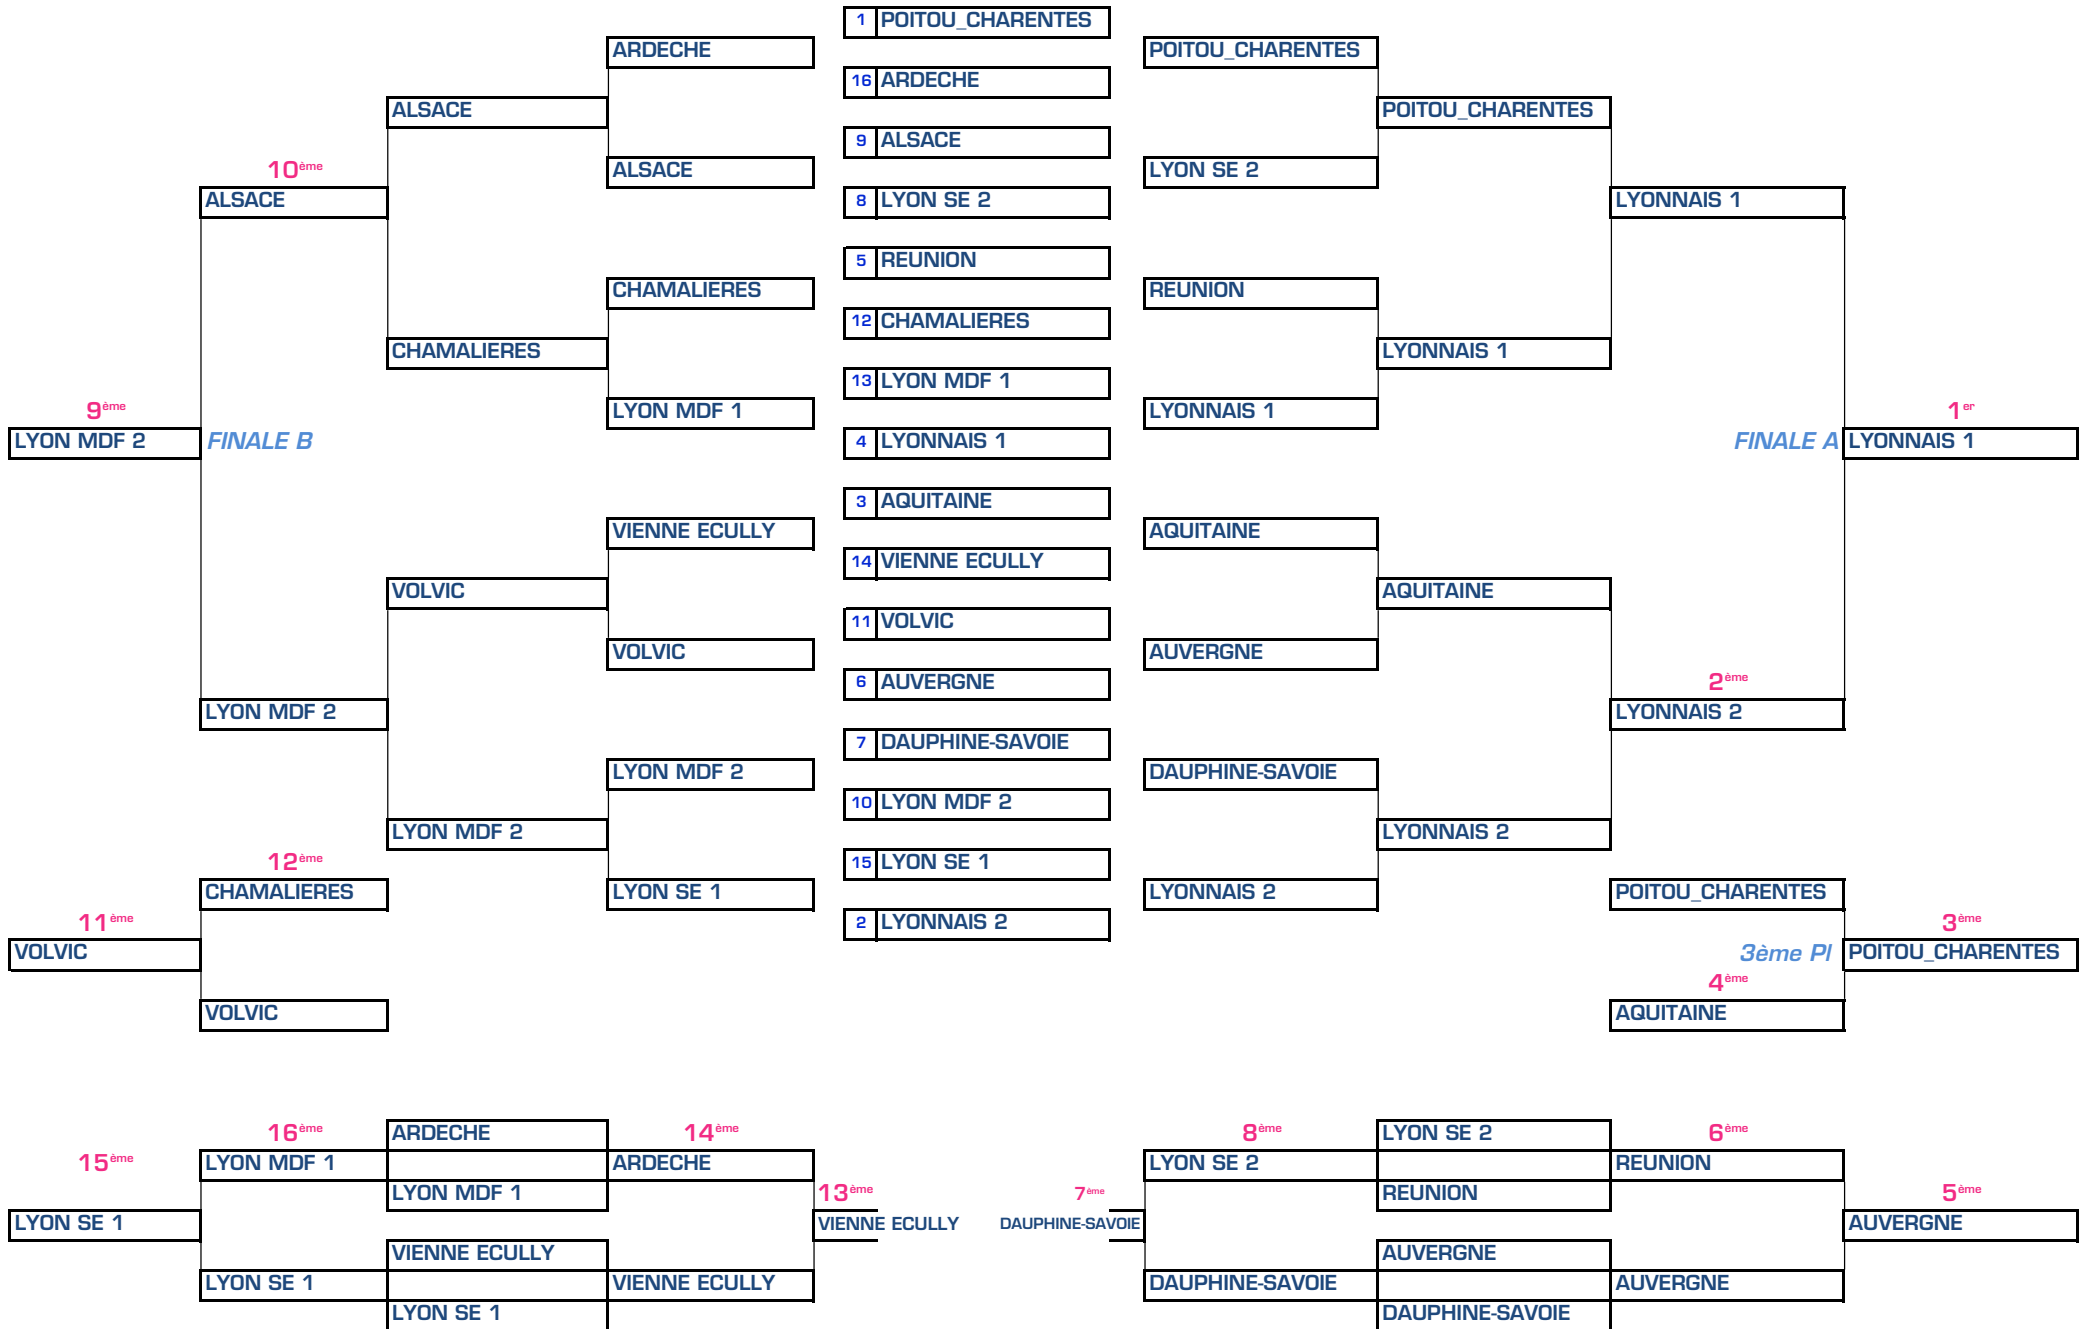 1 POITOU_CHARENTES
ARDECHE POITOU_CHARENTES
16 ARDECHE
ALSACE POITOU_CHARENTES
9 ALSACE
10ème ALSACE LYON SE 2
ALSACE 8 LYON SE 2 LYONNAIS 1
5 REUNION
CHAMALIERES REUNION
12 CHAMALIERES
CHAMALIERES LYONNAIS 1
13 LYON MDF 1
9ème LYON MDF 1 LYONNAIS 1 1er
LYON MDF 2 FINALE B 4 LYONNAIS 1 FINALE A LYONNAIS 1
3 AQUITAINE
VIENNE ECULLY AQUITAINE
14 VIENNE ECULLY
VOLVIC AQUITAINE
11 VOLVIC
VOLVIC AUVERGNE
6 AUVERGNE 2ème
LYON MDF 2 LYONNAIS 2
7 DAUPHINE-SAVOIE
LYON MDF 2 DAUPHINE-SAVOIE
10 LYON MDF 2
LYON MDF 2 LYONNAIS 2
12ème 15 LYON SE 1
CHAMALIERES LYON SE 1 LYONNAIS 2 POITOU_CHARENTES
11ème 2 LYONNAIS 2 3ème
VOLVIC 3ème Pl POITOU_CHARENTES
4ème
VOLVIC AQUITAINE
16ème ARDECHE 14ème 8ème LYON SE 2 6ème
15ème LYON MDF 1 ARDECHE LYON SE 2 REUNION
LYON MDF 1 13ème 7ème REUNION 5ème
LYON SE 1 VIENNE ECULLY DAUPHINE-SAVOIE AUVERGNE
VIENNE ECULLY AUVERGNE
LYON SE 1 VIENNE ECULLY DAUPHINE-SAVOIE AUVERGNE
LYON SE 1 DAUPHINE-SAVOIE